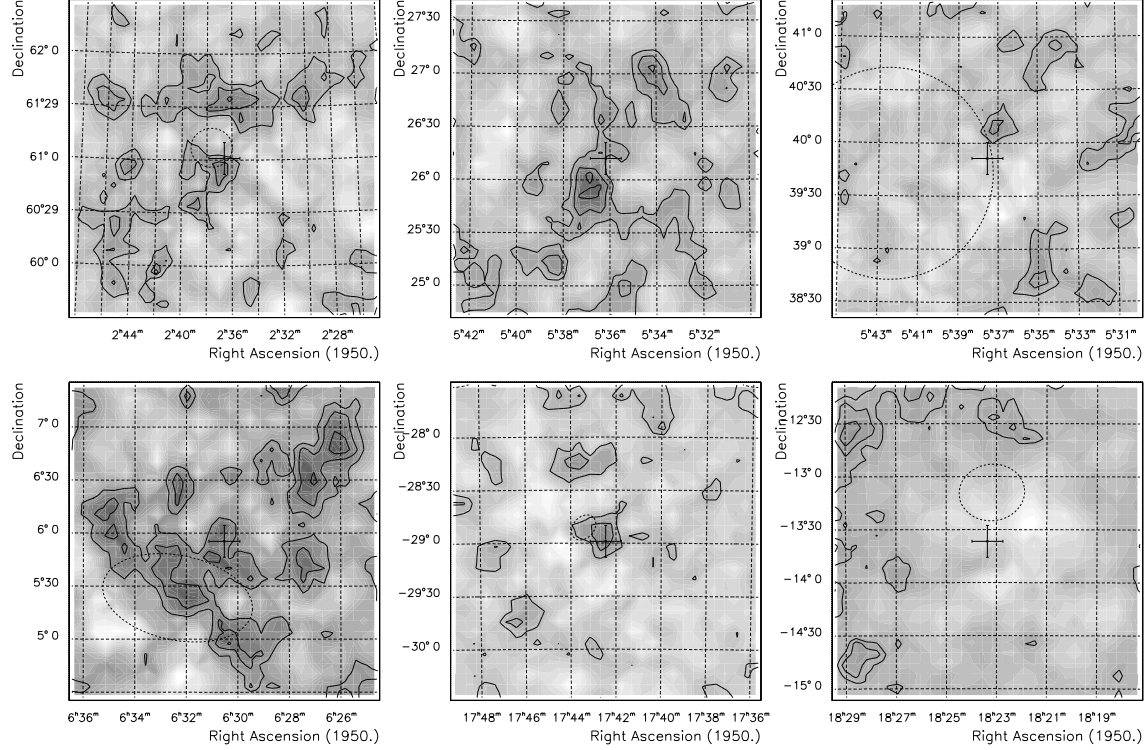 Declination
62° 0
61°29
61° 0
60°29
60° 0
2ʰ44ᵐ 2ʰ40ᵐ 2ʰ36ᵐ 2ʰ32ᵐ 2ʰ28ᵐ
Right Ascension (1950.)
Declination
27°30
27° 0
26°30
26° 0
25°30
25° 0
5ʰ42ᵐ 5ʰ40ᵐ 5ʰ38ᵐ 5ʰ36ᵐ 5ʰ34ᵐ 5ʰ32ᵐ
Right Ascension (1950.)
Declination
41° 0
40°30
40° 0
39°30
39° 0
38°30
5ʰ43ᵐ 5ʰ41ᵐ 5ʰ39ᵐ 5ʰ37ᵐ 5ʰ35ᵐ 5ʰ33ᵐ 5ʰ31ᵐ
Right Ascension (1950.)
Declination
7° 0
6°30
6° 0
5°30
5° 0
6ʰ36ᵐ 6ʰ34ᵐ 6ʰ32ᵐ 6ʰ30ᵐ 6ʰ28ᵐ 6ʰ26ᵐ
Right Ascension (1950.)
Declination
−28° 0
−28°30
−29° 0
−29°30
−30° 0
17ʰ48ᵐ 17ʰ46ᵐ 17ʰ44ᵐ 17ʰ42ᵐ 17ʰ40ᵐ 17ʰ38ᵐ 17ʰ36ᵐ
Right Ascension (1950.)
Declination
−12°30
−13° 0
−13°30
−14° 0
−14°30
−15° 0
18ʰ29ᵐ 18ʰ27ᵐ 18ʰ25ᵐ 18ʰ23ᵐ 18ʰ21ᵐ 18ʰ19ᵐ
Right Ascension (1950.)